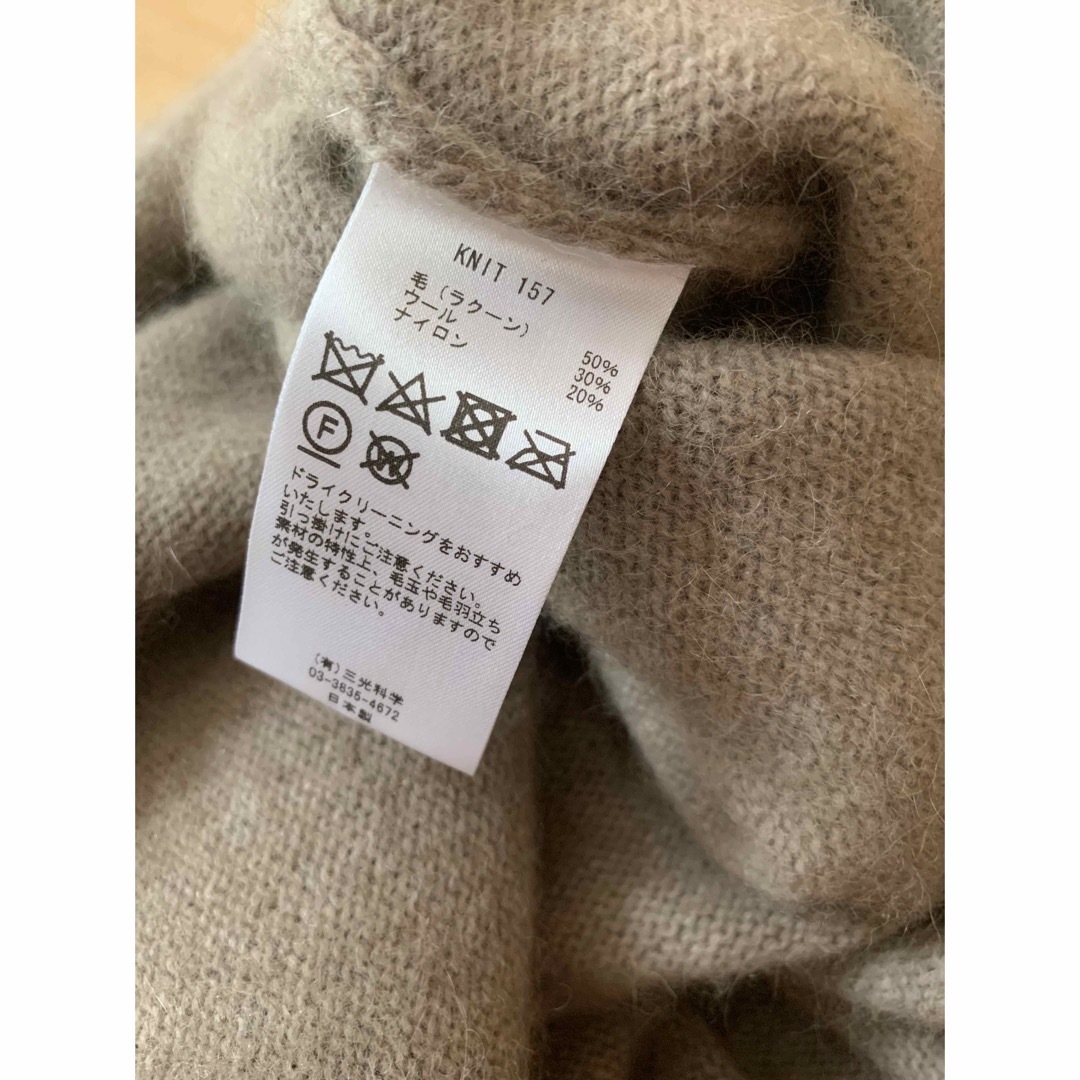 KNIT 157
毛 (ラクーン) 50%
ウール 30%
ナイロン 20%
F
W
ドライクリーニングをおすすめ
いたします。
引っ掛けにご注意ください。
素材の特性上、毛玉や毛羽立ち
が発生することがありますので
ご注意ください。
(有)三光科学
03-3835-4672
日本製